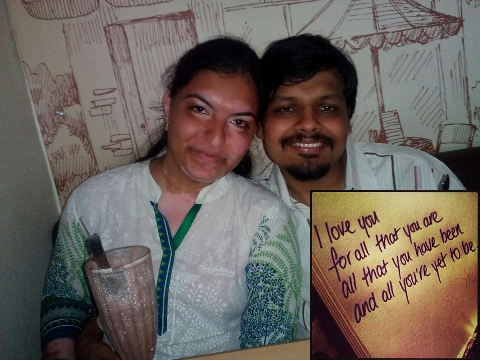 I love you
for all that you are
all that you have been
and all you're yet to be